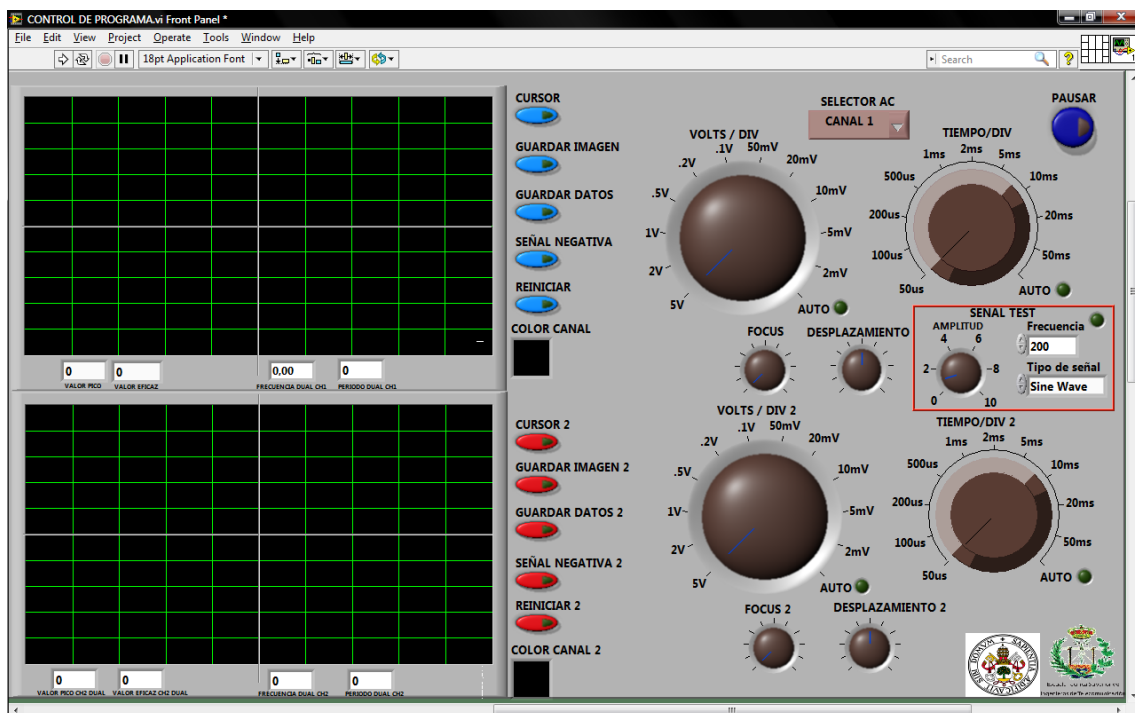 CONTROL DE PROGRAMA.vi Front Panel *
File Edit View Project Operate Tools Window Help
18pt Application Font
Search
CURSOR
GUARDAR IMAGEN
GUARDAR DATOS
SEÑAL NEGATIVA
REINICIAR
COLOR CANAL
SELECTOR AC
CANAL 1
PAUSAR
VOLTS / DIV
5V
2V
1V
.5V
.2V
.1V
50mV
20mV
10mV
5mV
2mV
AUTO
TIEMPO/DIV
50us
100us
200us
500us
1ms
2ms
5ms
10ms
20ms
50ms
AUTO
FOCUS
DESPLAZAMIENTO
SENAL TEST
AMPLITUD
0
2
4
6
8
10
Frecuencia
200
Tipo de señal
Sine Wave
0
VALOR PICO
0
VALOR EFICAZ
0.00
FRECUENCIA DUAL CH1
0
PERIODO DUAL CH1
CURSOR 2
GUARDAR IMAGEN 2
GUARDAR DATOS 2
SEÑAL NEGATIVA 2
REINICIAR 2
COLOR CANAL 2
VOLTS / DIV 2
5V
2V
1V
.5V
.2V
.1V
50mV
20mV
10mV
5mV
2mV
AUTO
TIEMPO/DIV 2
50us
100us
200us
500us
1ms
2ms
5ms
10ms
20ms
50ms
AUTO
FOCUS 2
DESPLAZAMIENTO 2
0
VALOR PICO CH2 DUAL
0
VALOR EFICAZ CH2 DUAL
0
FRECUENCIA DUAL CH2
0
PERIODO DUAL CH2